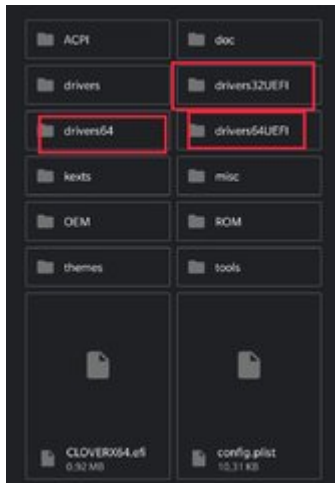 ACPI
doc
drivers
drivers32UEFI
drivers64
drivers64UEFI
kexts
misc
OEM
ROM
themes
tools
CLOVERX64.efi
0,92 MB
config.plist
10,31 KB